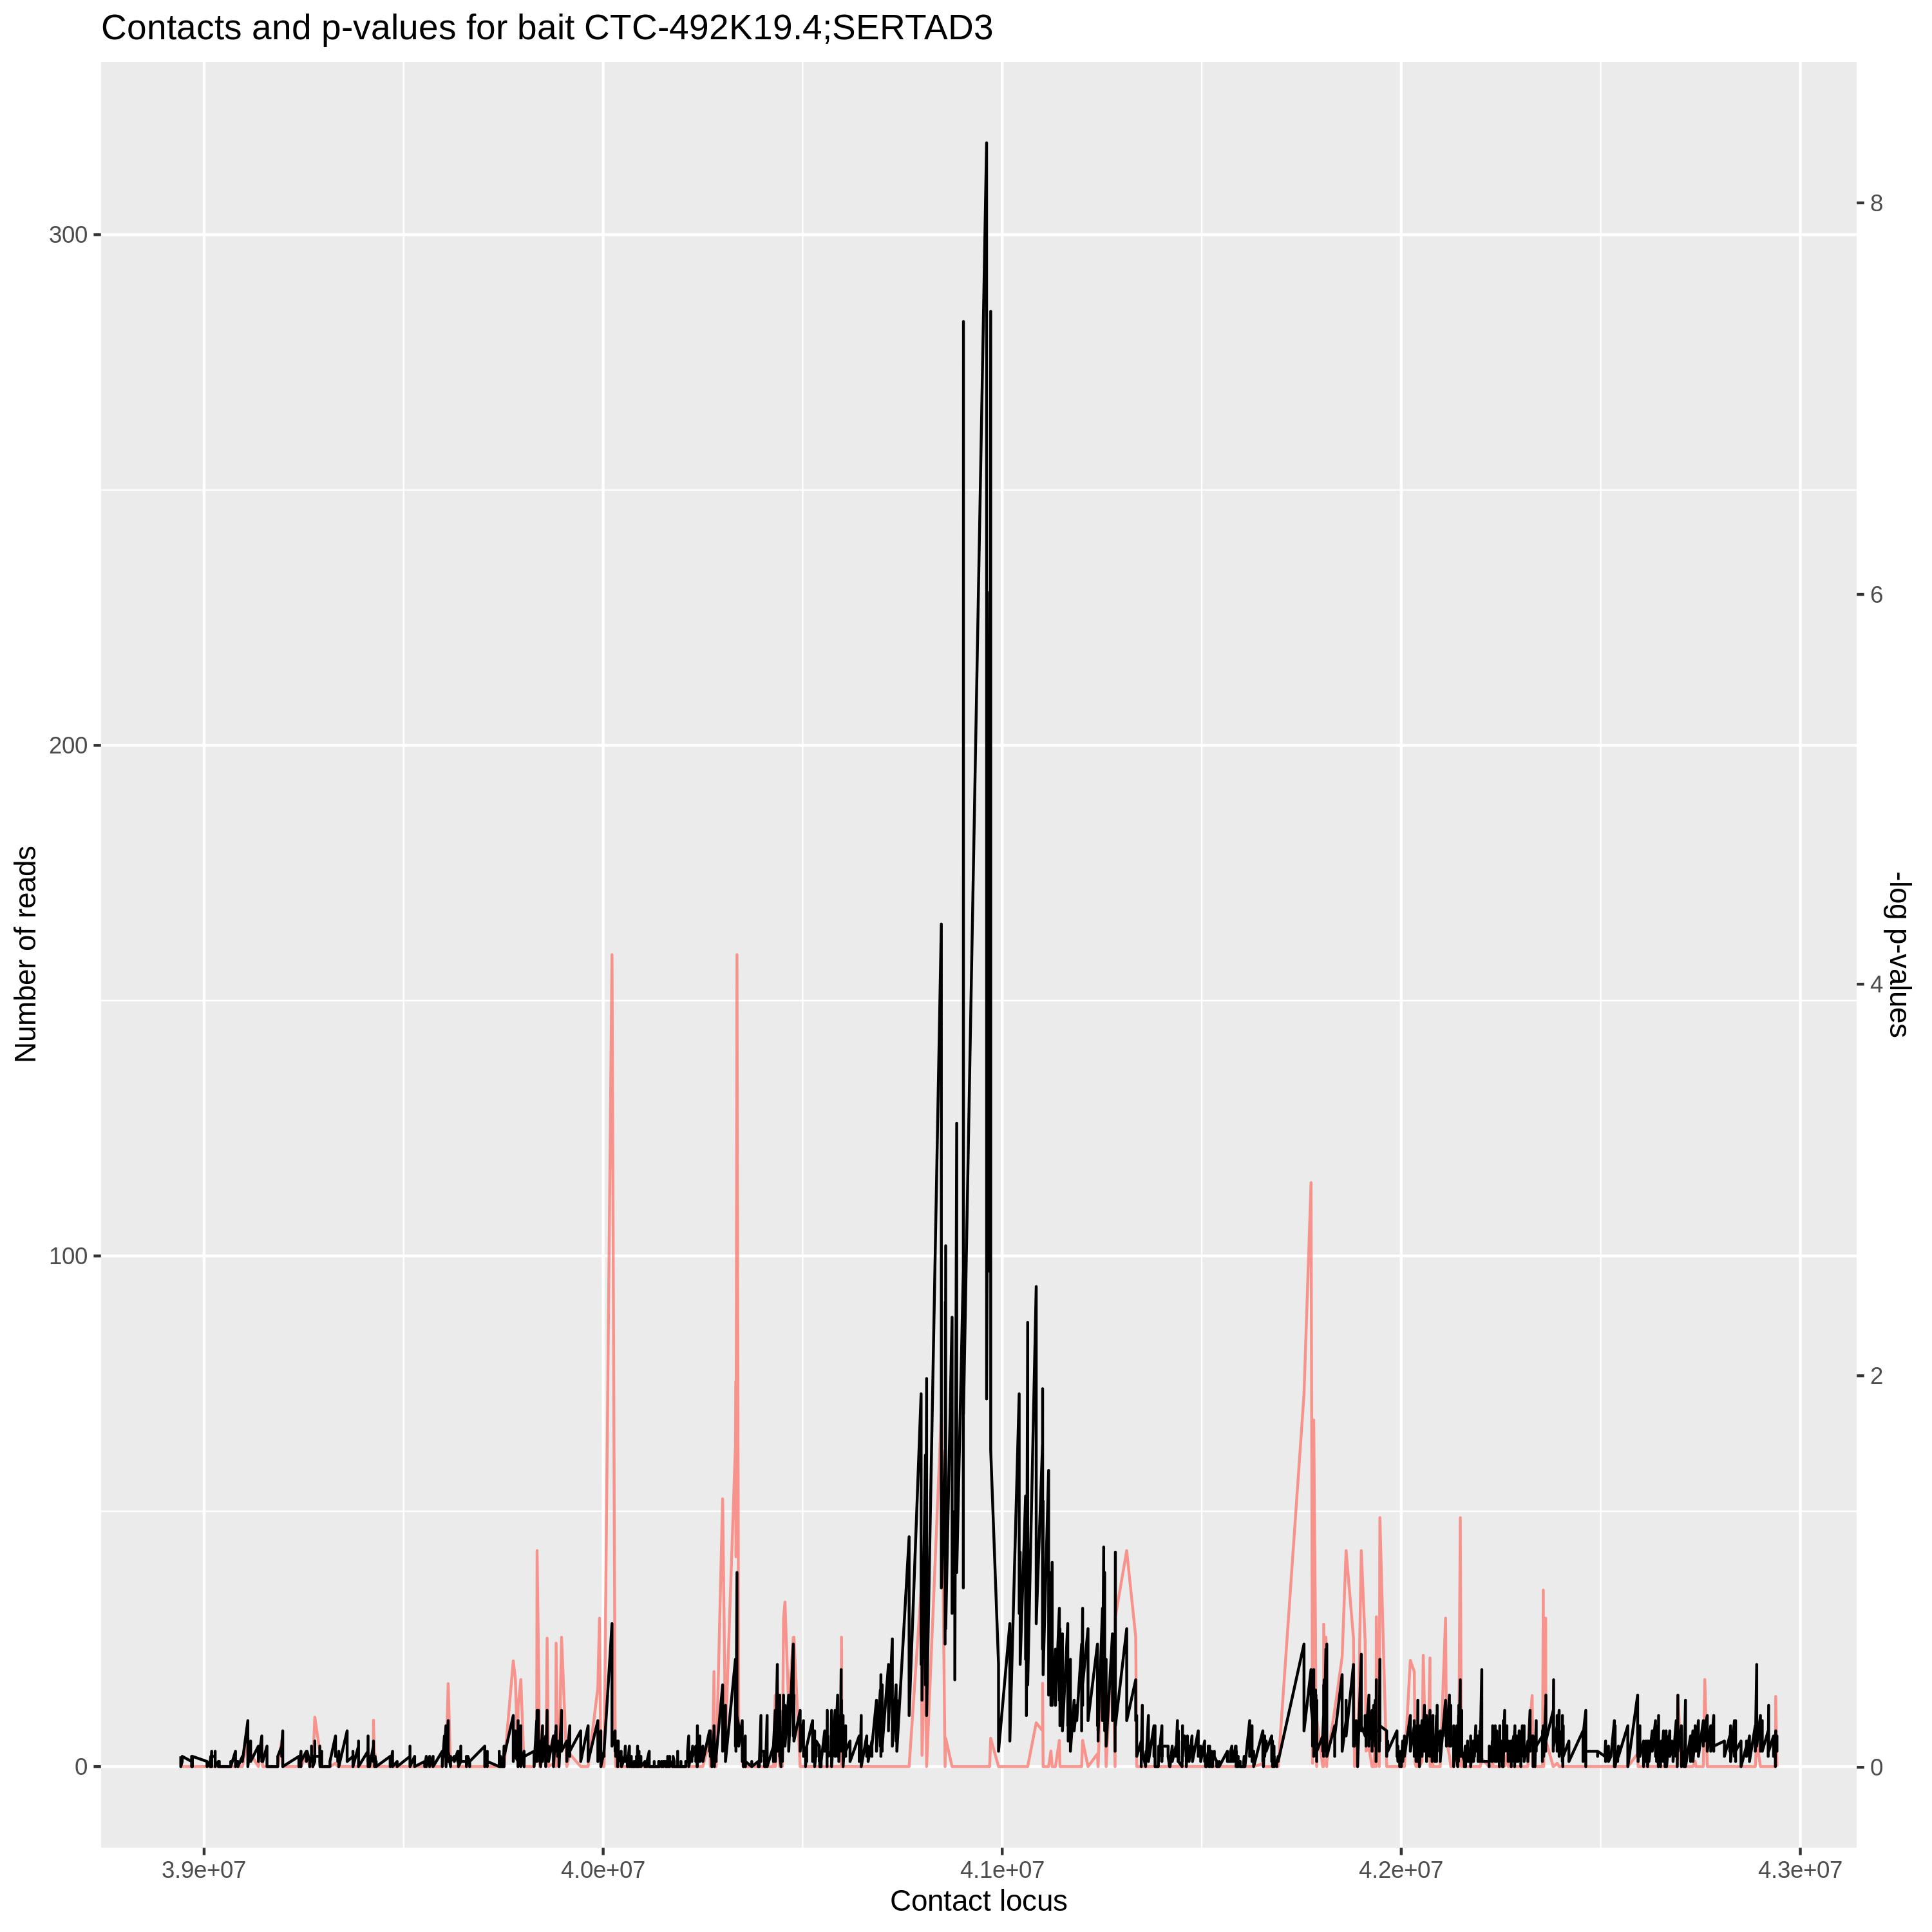 Contacts and p-values for bait CTC-492K19.4;SERTAD3
Number of reads
300
200
100
0
8
6
4
2
0
-log p-values
3.9e+07 4.0e+07 4.1e+07 4.2e+07 4.3e+07
Contact locus